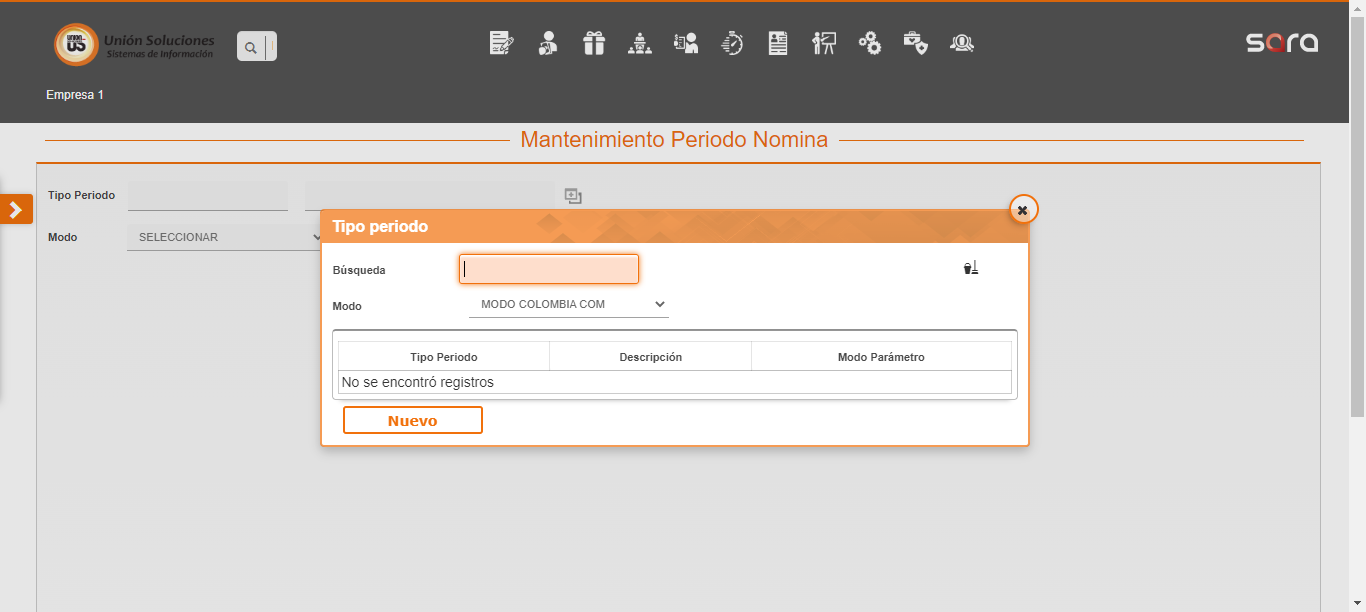 Unión Soluciones
Sistemas de Información
sara
Empresa 1
Mantenimiento Periodo Nomina
Tipo Periodo
Modo
SELECCIONAR
Tipo periodo
Búsqueda
Modo
MODO COLOMBIA COM
Tipo Periodo
Descripción
Modo Parámetro
No se encontró registros
Nuevo